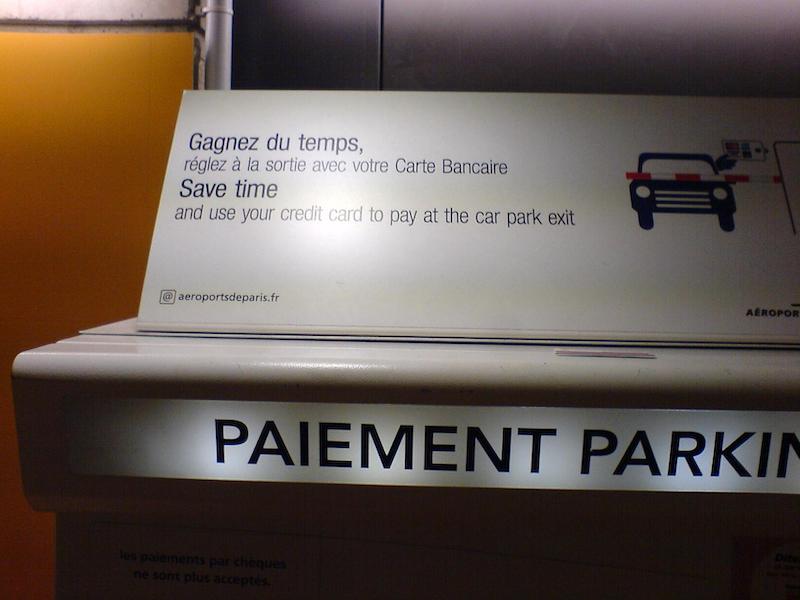 Gagnez du temps,
réglez à la sortie avec votre Carte Bancaire
Save time
and use your credit card to pay at the car park exit
@ aeroportsdeparis.fr
AÉROPOR
PAIEMENT PARKIN
les paiements par chèques
ne sont plus acceptés.
Dites